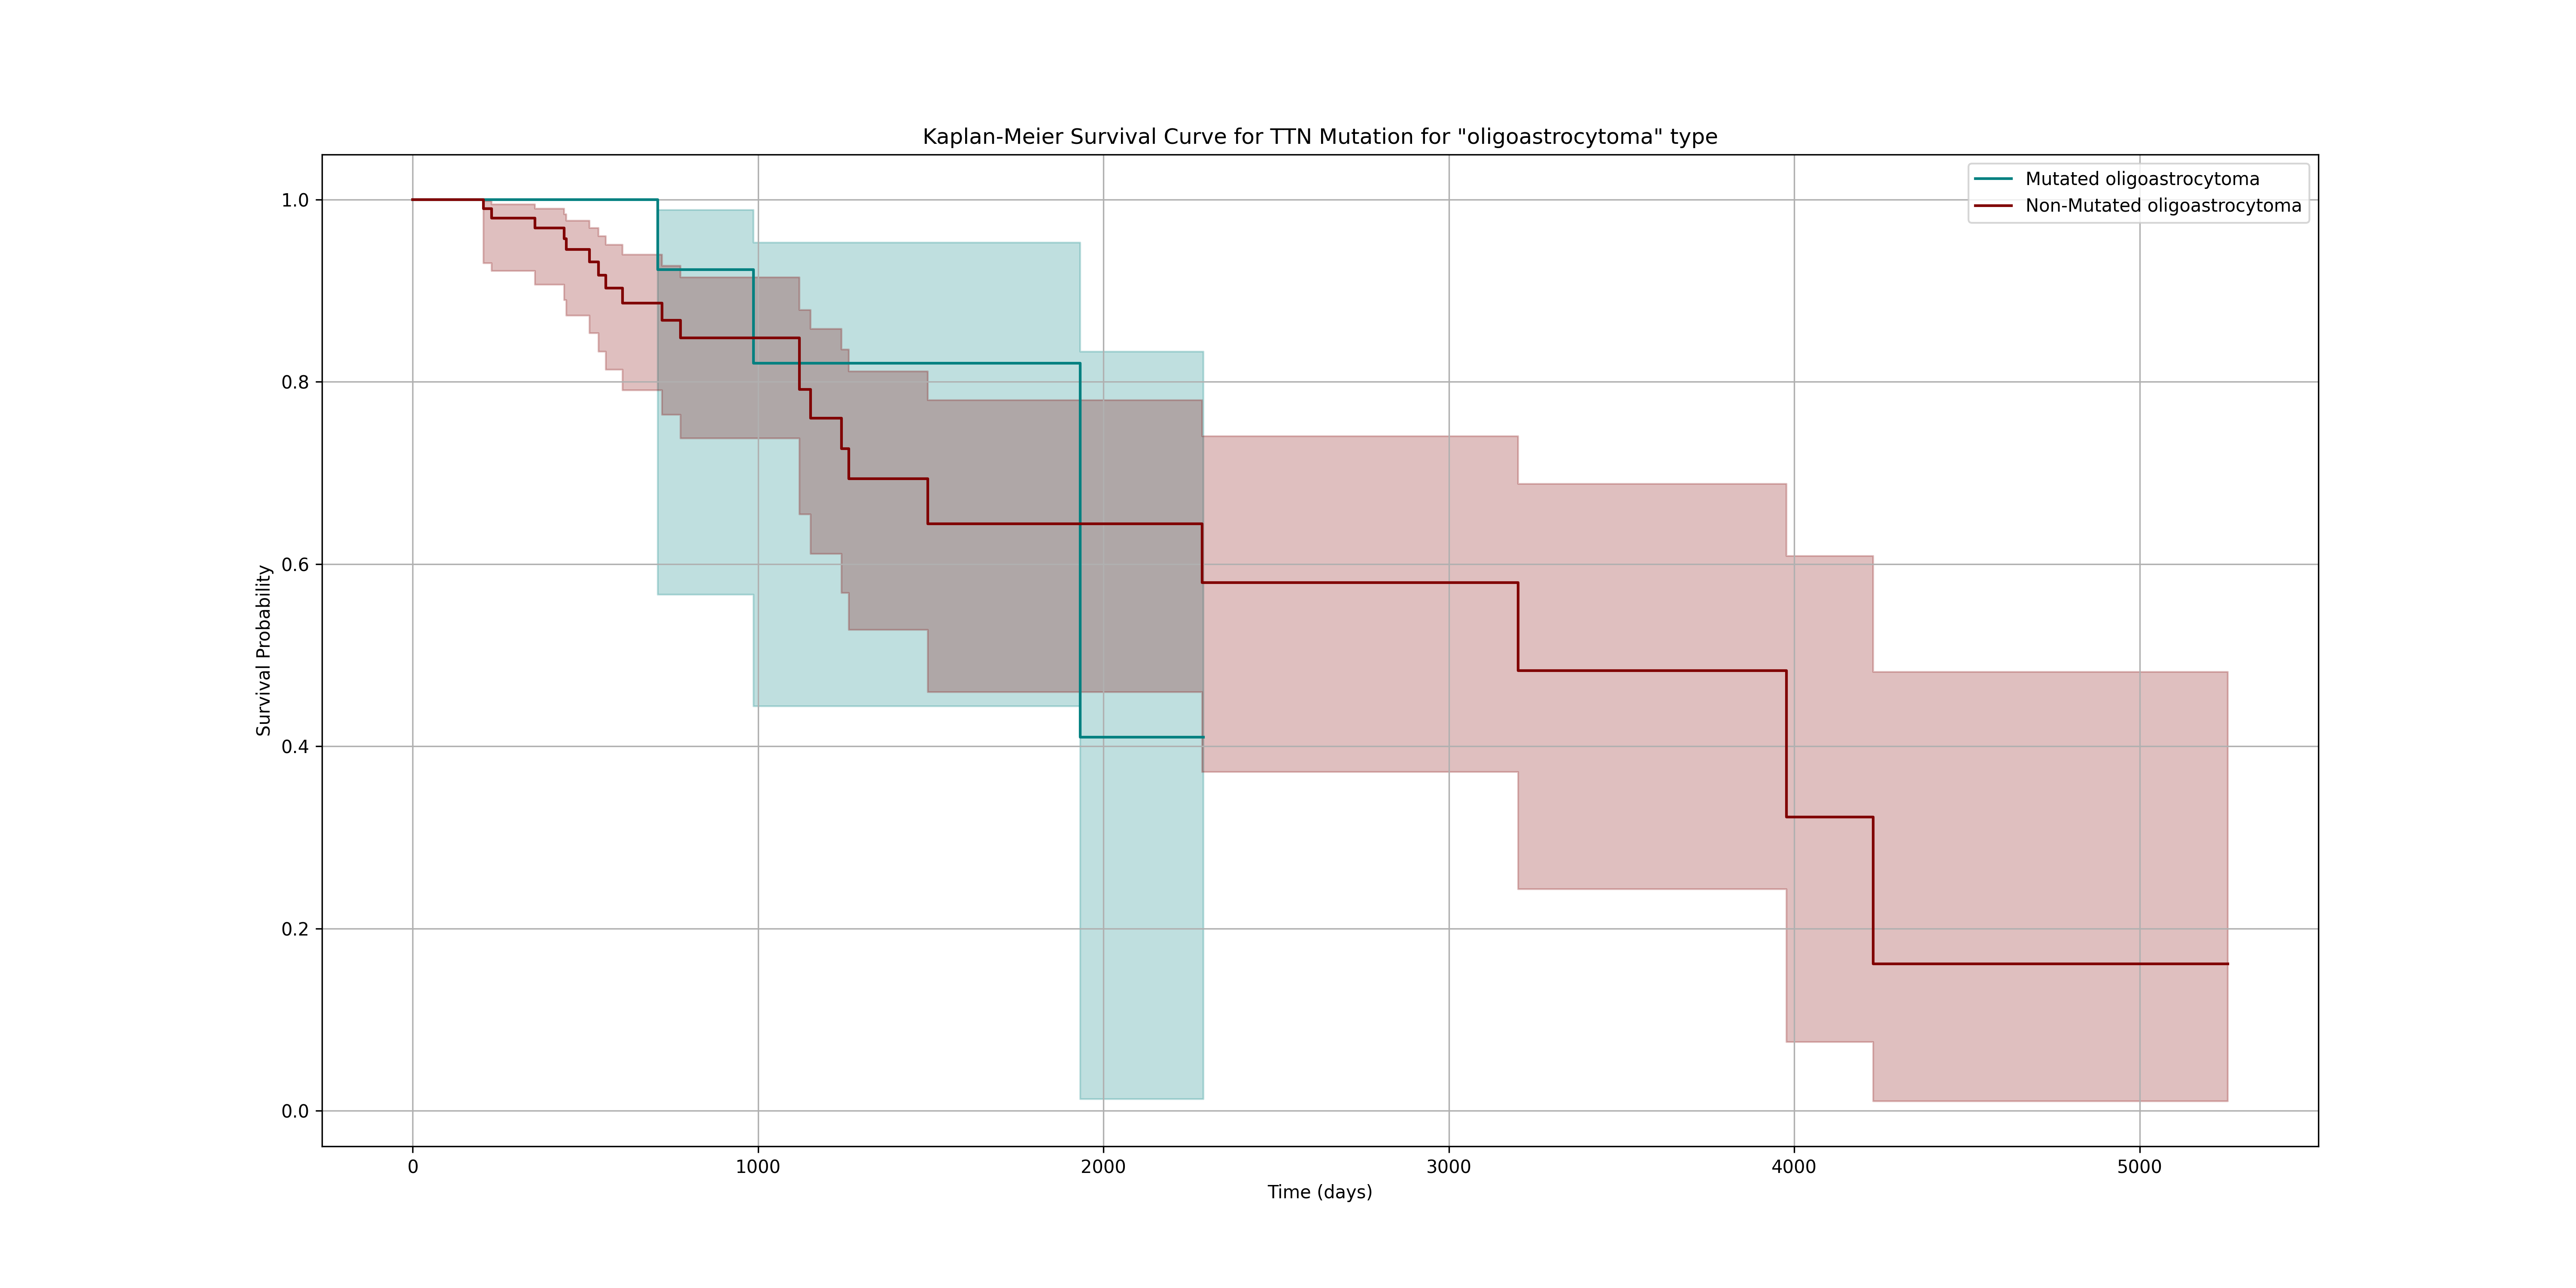 Kaplan-Meier Survival Curve for TTN Mutation for "oligoastrocytoma" type
Mutated oligoastrocytoma
Non-Mutated oligoastrocytoma
Survival Probability
1.0
0.8
0.6
0.4
0.2
0.0
0 1000 2000 3000 4000 5000
Time (days)